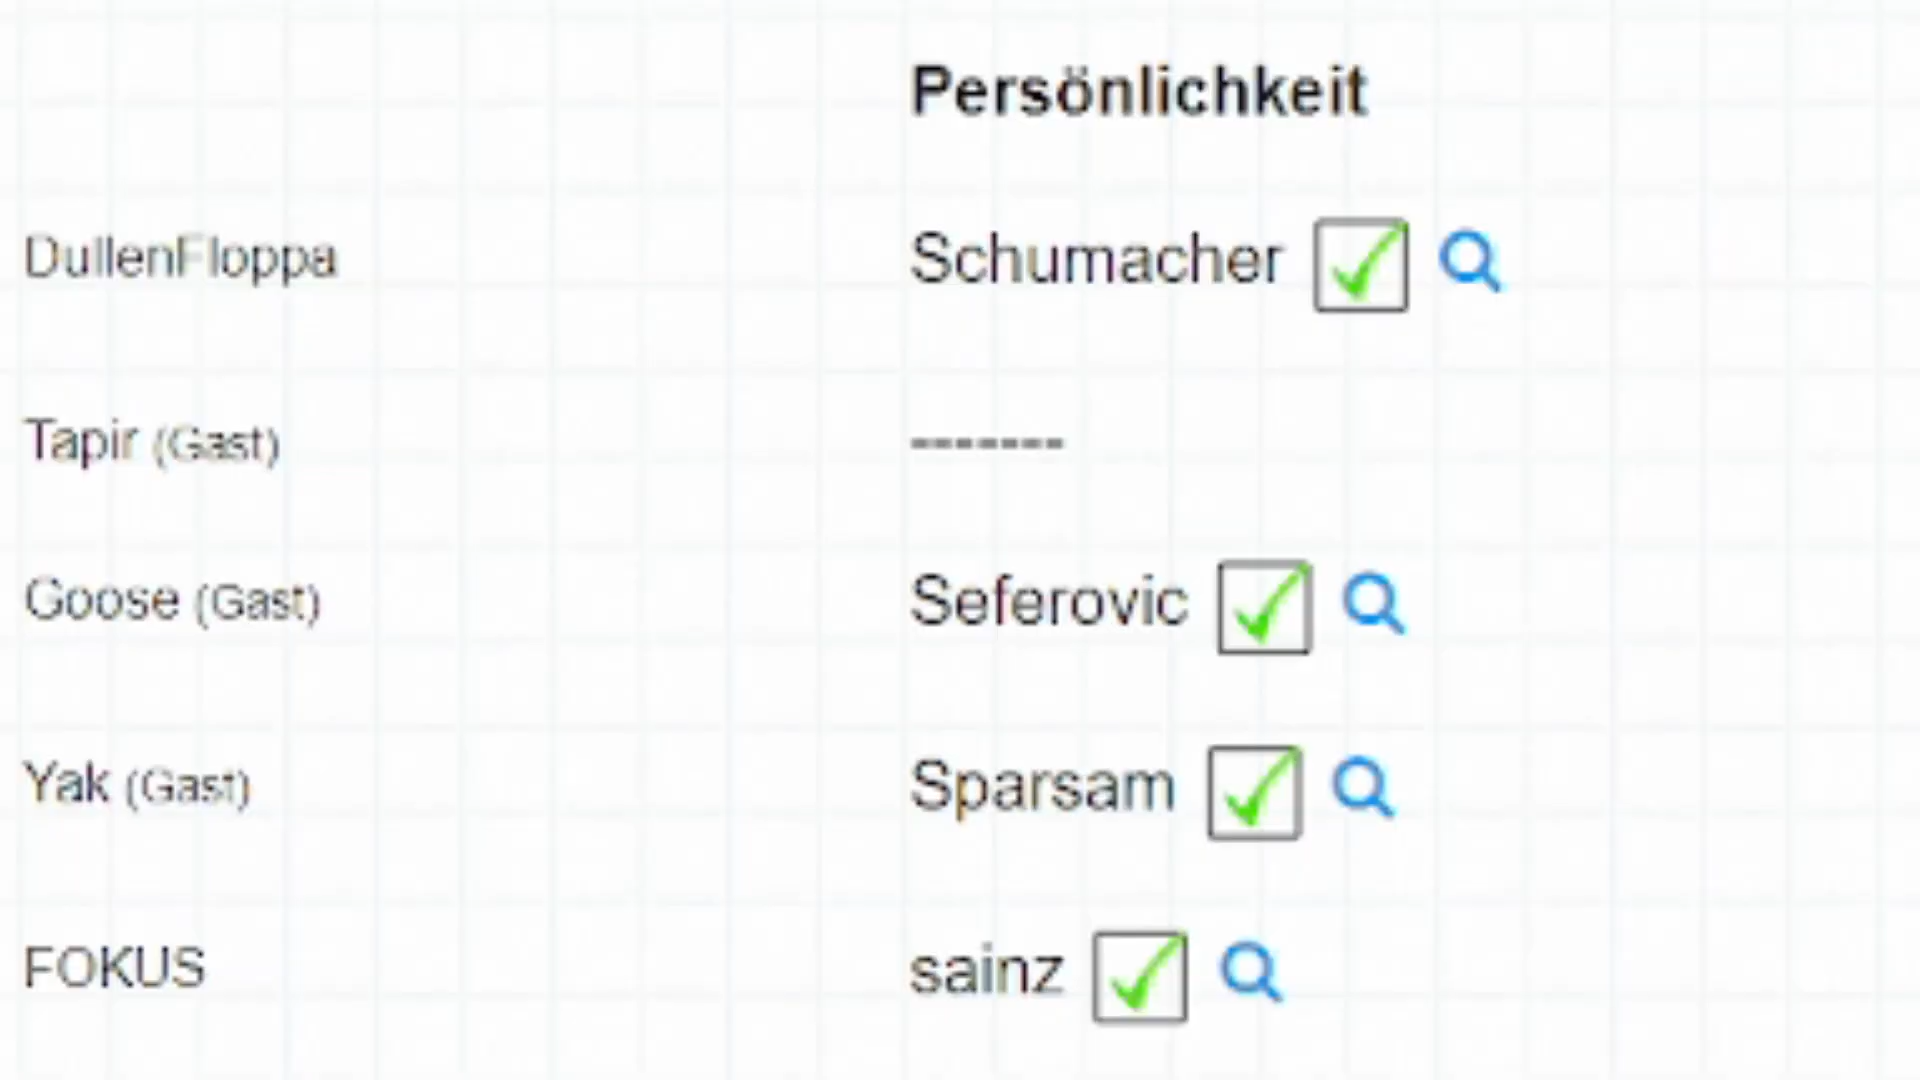 Persönlichkeit
DullenFloppa Schumacher
Tapir (Gast) -------
Goose (Gast) Seferovic
Yak (Gast) Sparsam
FOKUS sainz